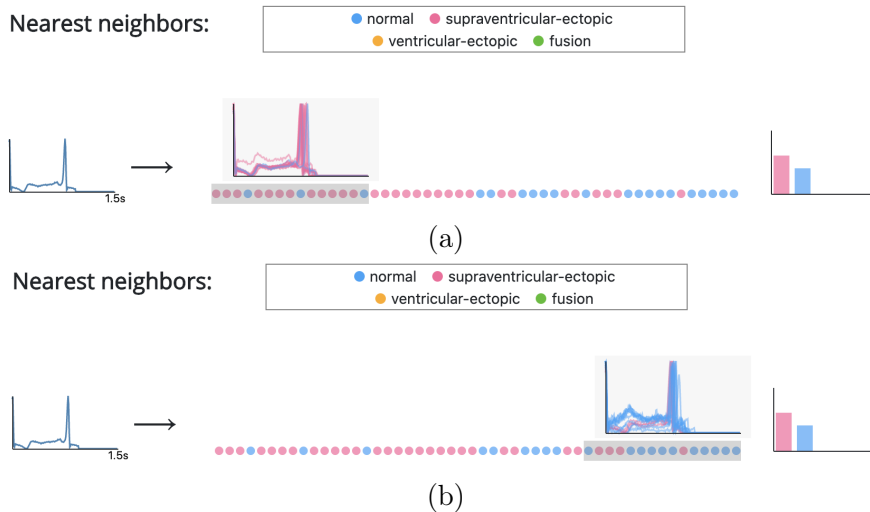 Nearest neighbors:
normal supraventricular-ectopic
ventricular-ectopic fusion
1.5s
(a)
Nearest neighbors:
normal supraventricular-ectopic
ventricular-ectopic fusion
1.5s
(b)